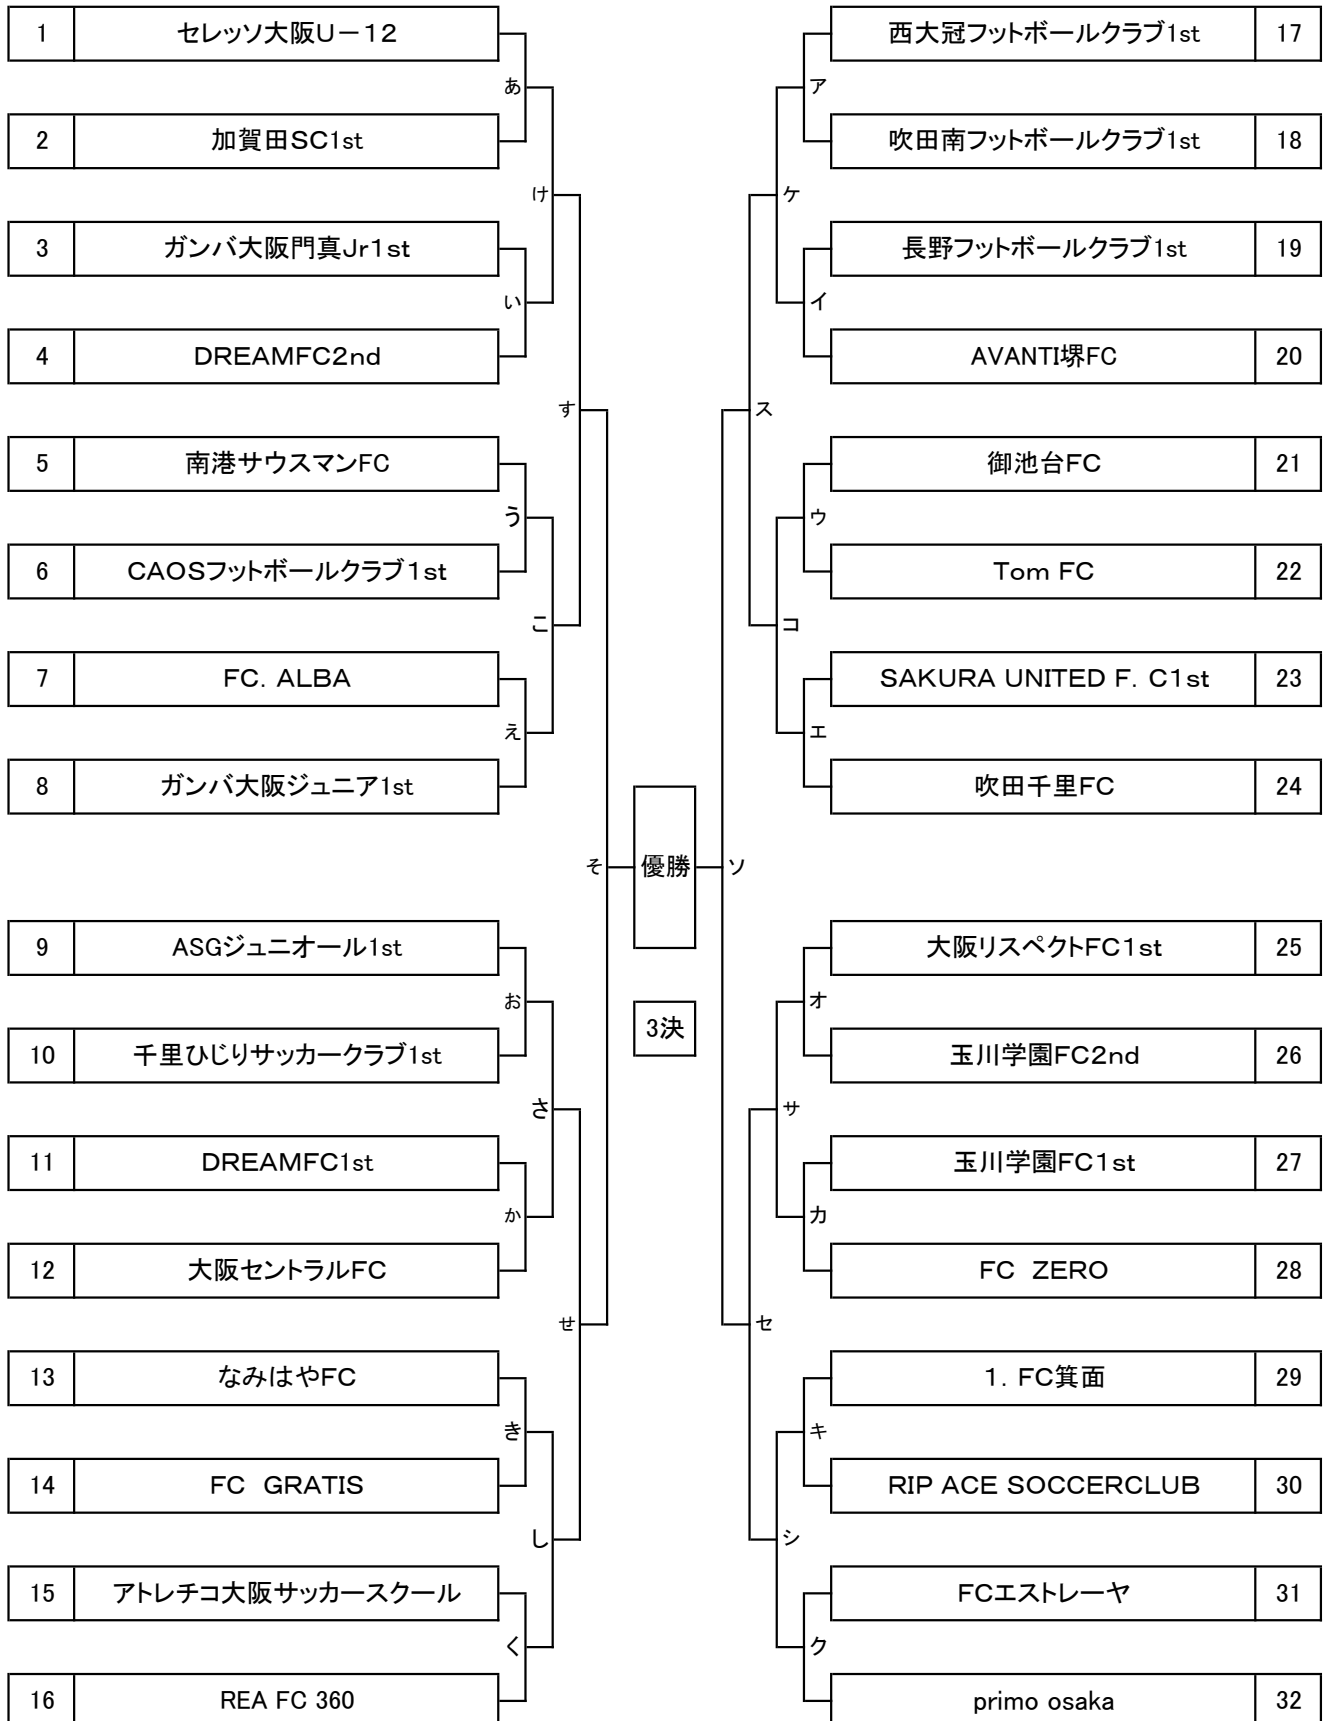 1 セレッソ大阪U－12
あ
2 加賀田SC1st
け
3 ガンバ大阪門真Jr1st
い
4 DREAMFC2nd
す
5 南港サウスマンFC
う
6 CAOSフットボールクラブ1st
こ
7 FC．ALBA
え
8 ガンバ大阪ジュニア1st
そ
9 ASGジュニオール1st
お
10 千里ひじりサッカークラブ1st
さ
11 DREAMFC1st
か
12 大阪セントラルFC
せ
13 なみはやFC
き
14 FC　GRATIS
し
15 アトレチコ大阪サッカースクール
く
16 REA FC 360
優勝
3決
西大冠フットボールクラブ1st 17
ア
吹田南フットボールクラブ1st 18
ケ
長野フットボールクラブ1st 19
イ
AVANTI堺FC 20
ス
御池台FC 21
ウ
Tom FC 22
コ
SAKURA UNITED F．C1st 23
エ
吹田千里FC 24
ソ
大阪リスペクトFC1st 25
オ
玉川学園FC2nd 26
サ
玉川学園FC1st 27
カ
FC　ZERO 28
セ
1．FC箕面 29
キ
RIP ACE SOCCERCLUB 30
シ
FCエストレーヤ 31
ク
primo osaka 32